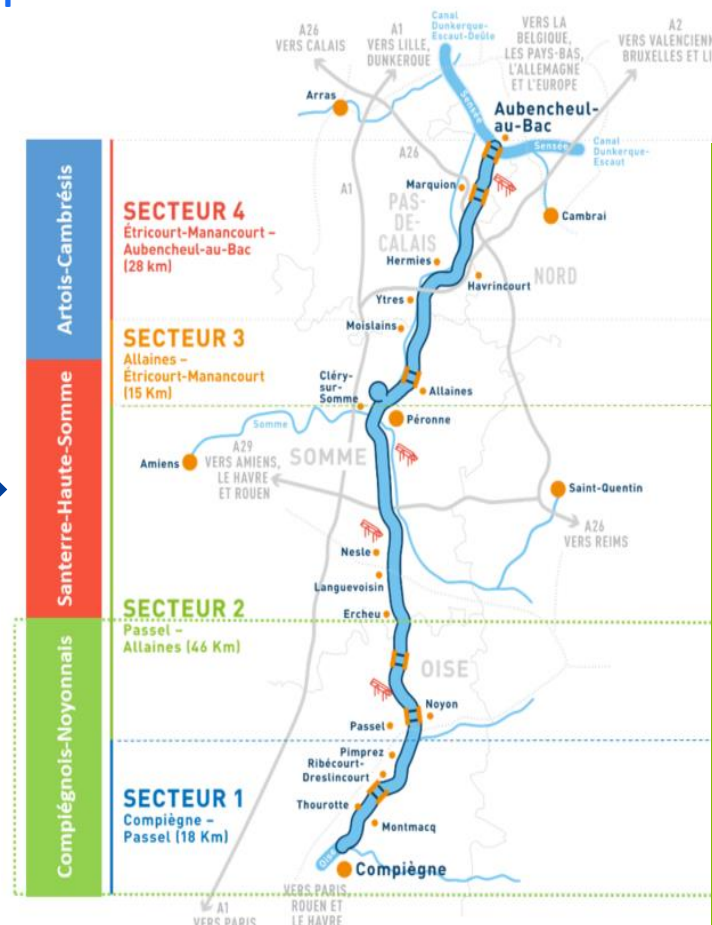 A26
VERS CALAIS
A1
VERS LILLE,
DUNKERQUE
Canal
Dunkerque-
Escaut-Deûle
VERS LA
BELGIQUE,
LES PAYS-BAS,
L'ALLEMAGNE
ET L'EUROPE
A2
VERS VALENCIENN
BRUXELLES ET LI
Arras
Sensée
Aubencheul-
au-Bac
Sensée
Canal
Dunkerque-
Escaut
A26
A1
Marquion
Cambrai
PAS-
DE-
CALAIS
NORD
Artois-Cambrésis
SECTEUR 4
Étricourt-Manancourt –
Aubencheul-au-Bac
(28 km)
Hermies
Havrincourt
Ytres
Moislains
SECTEUR 3
Allaines –
Étricourt-Manancourt
(15 Km)
Cléry-
sur-
Somme
Allaines
Péronne
Santerre-Haute-Somme
Somme
Amiens
A29
VERS AMIENS,
LE HAVRE
ET ROUEN
SOMME
Saint-Quentin
A26
VERS REIMS
Nesle
Languevoisin
Ercheu
SECTEUR 2
Passel –
Allaines (46 Km)
OISE
Noyon
Passel
Compiégnois-Noyonnais
Pimprez
Ribécourt-
Dreslincourt
Thourotte
Montmacq
SECTEUR 1
Compiègne –
Passel (18 Km)
Oise
Compiègne
A1
VERS PARIS
VERS PARIS,
ROUEN ET
LE HAVRE